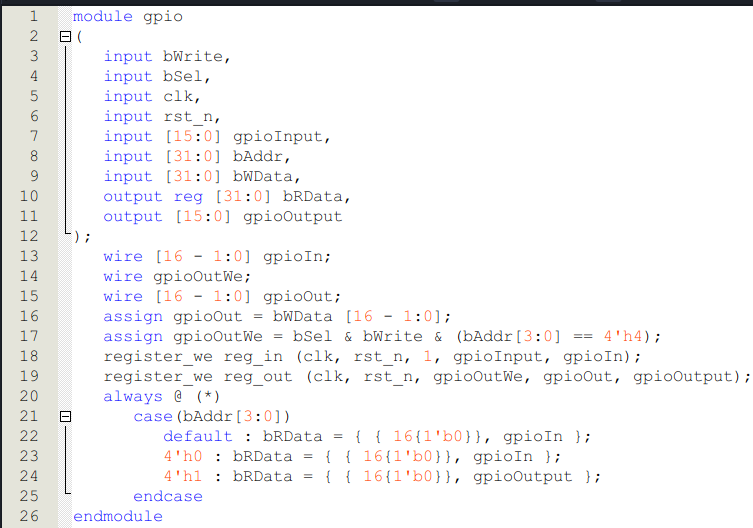 1 module gpio
2 (
3 input bWrite,
4 input bSel,
5 input clk,
6 input rst_n,
7 input [15:0] gpioInput,
8 input [31:0] bAddr,
9 input [31:0] bWData,
10 output reg [31:0] bRData,
11 output [15:0] gpioOutput
12 );
13 wire [16 - 1:0] gpioIn;
14 wire gpioOutWe;
15 wire [16 - 1:0] gpioOut;
16 assign gpioOut = bWData [16 - 1:0];
17 assign gpioOutWe = bSel & bWrite & (bAddr[3:0] == 4'h4);
18 register_we reg_in (clk, rst_n, 1, gpioInput, gpioIn);
19 register_we reg_out (clk, rst_n, gpioOutWe, gpioOut, gpioOutput);
20 always @ (*)
21 case(bAddr[3:0])
22 default : bRData = { { 16{1'b0}}, gpioIn };
23 4'h0 : bRData = { { 16{1'b0}}, gpioIn };
24 4'h1 : bRData = { { 16{1'b0}}, gpioOutput };
25 endcase
26 endmodule